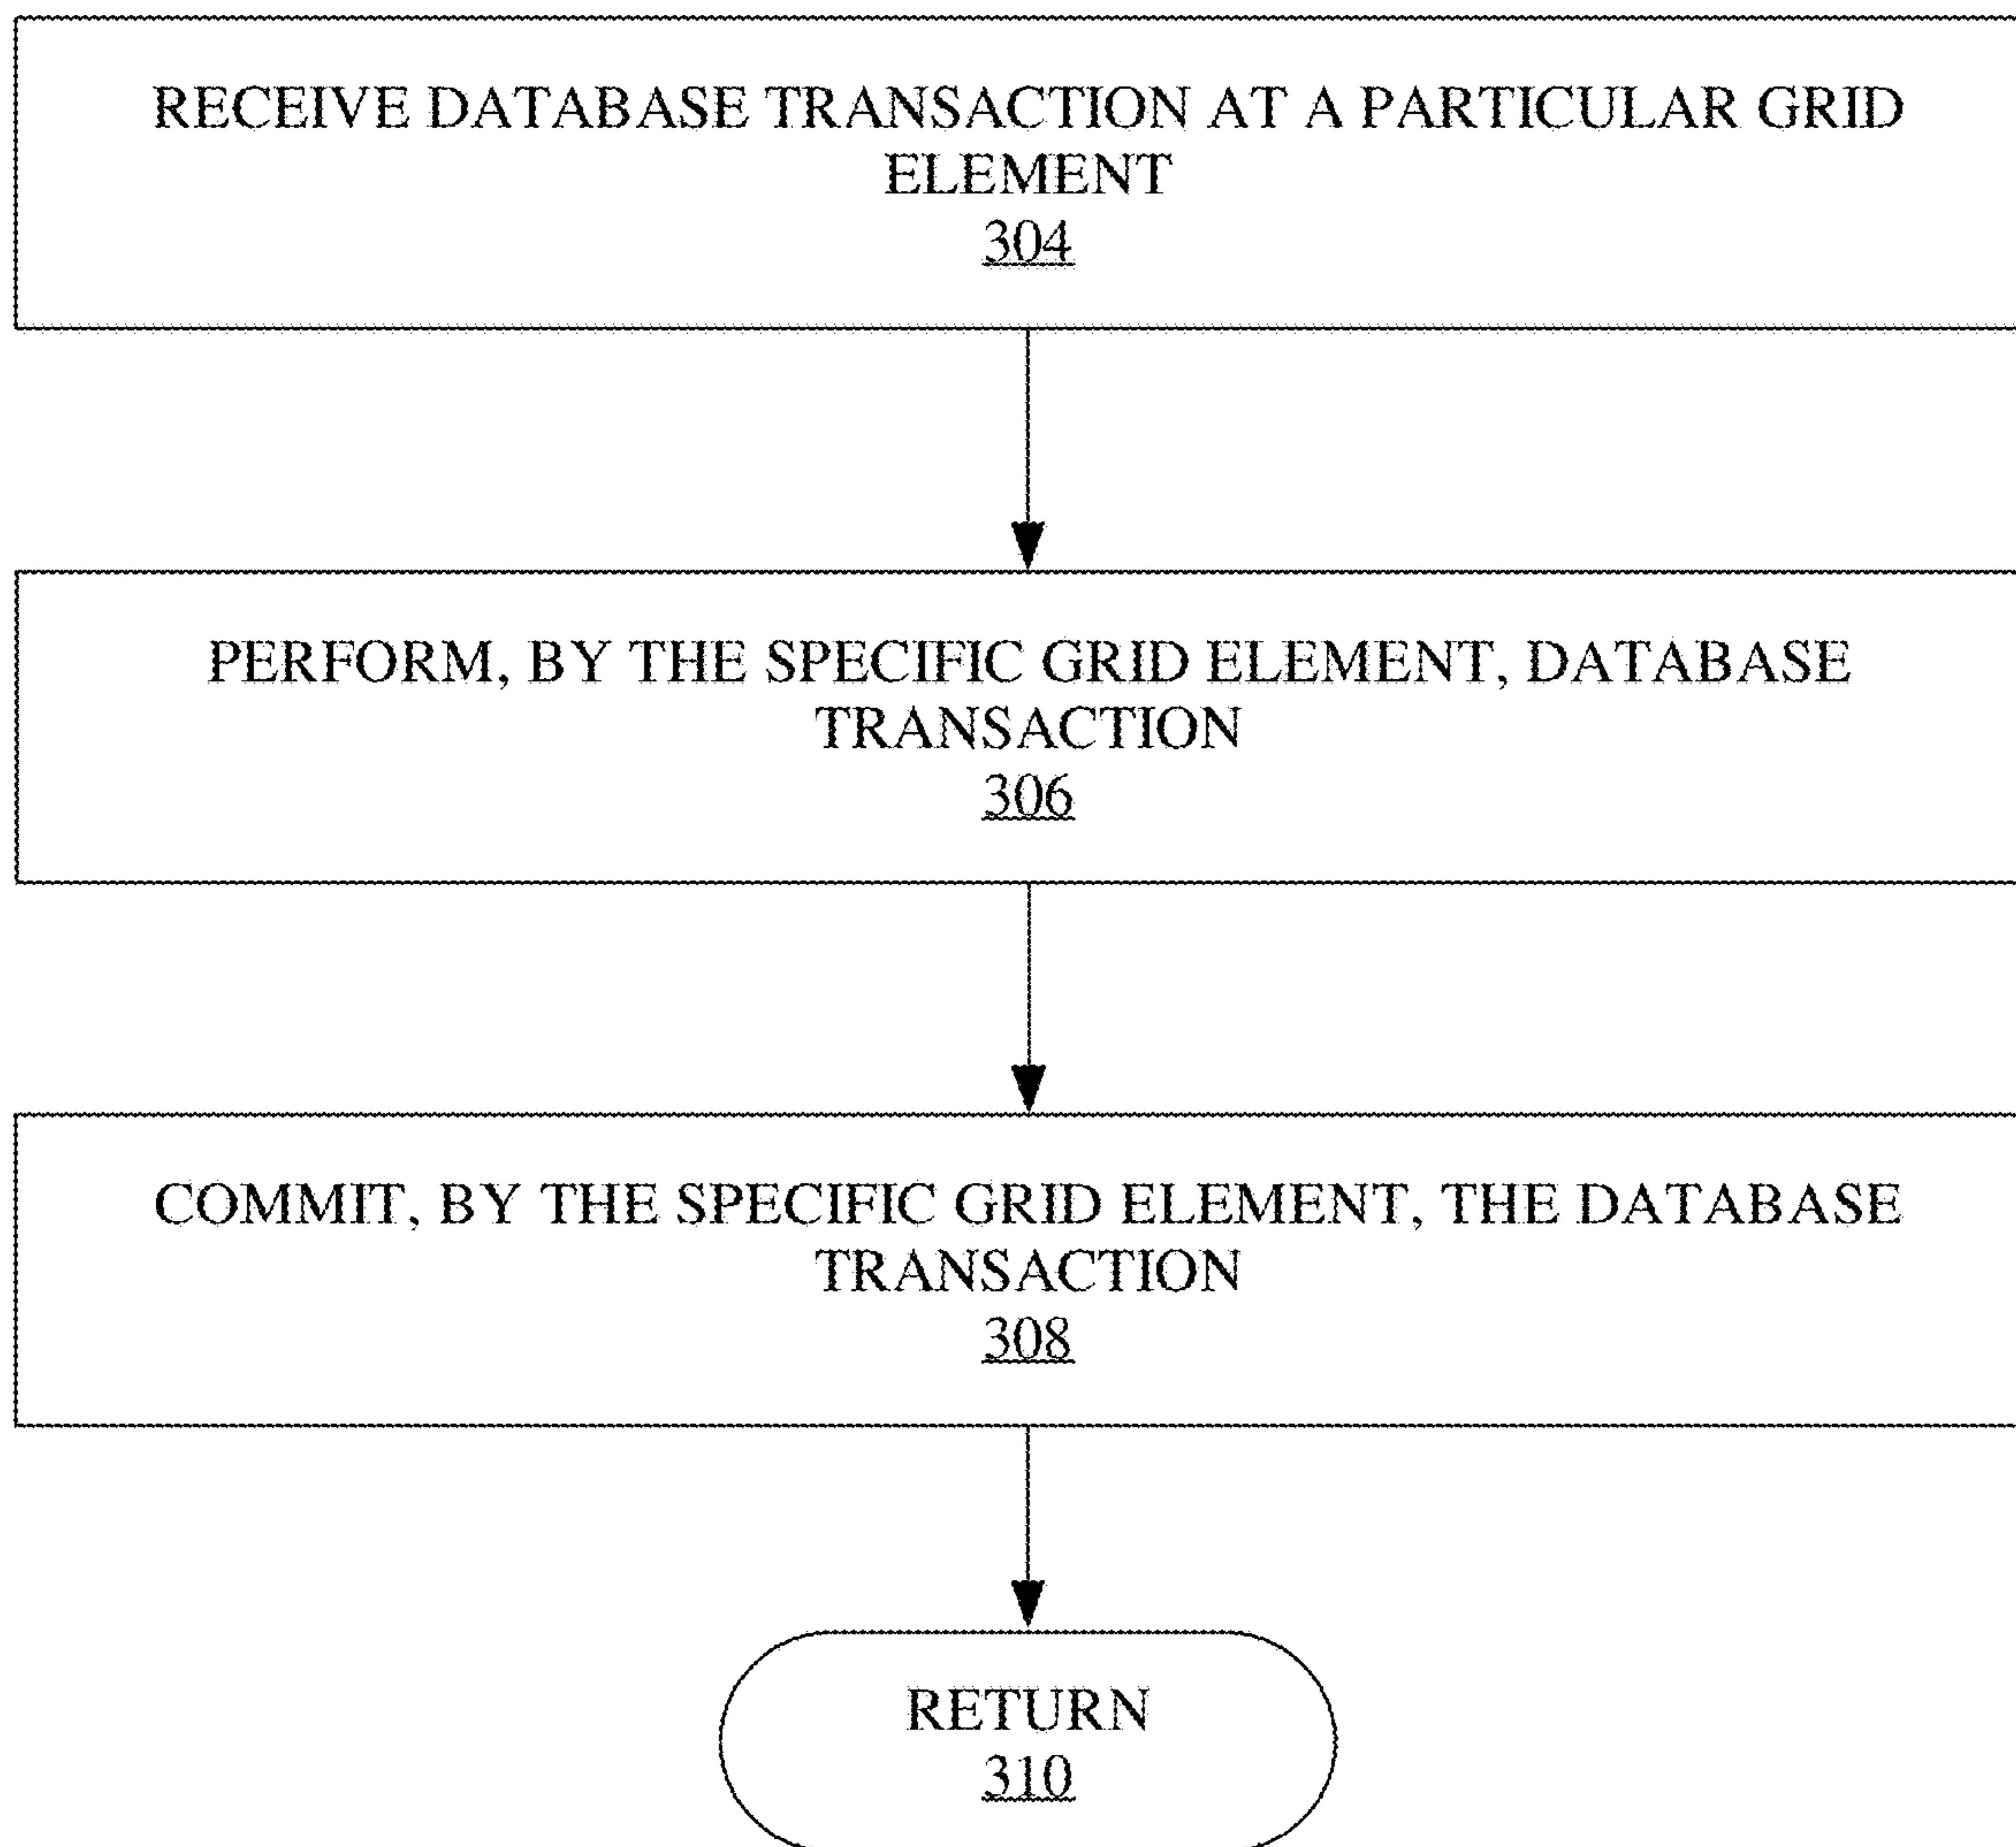 RECEIVE DATABASE TRANSACTION AT A PARTICULAR GRID
ELEMENT
304
PERFORM, BY THE SPECIFIC GRID ELEMENT, DATABASE
TRANSACTION
306
COMMIT, BY THE SPECIFIC GRID ELEMENT, THE DATABASE
TRANSACTION
308
RETURN
310